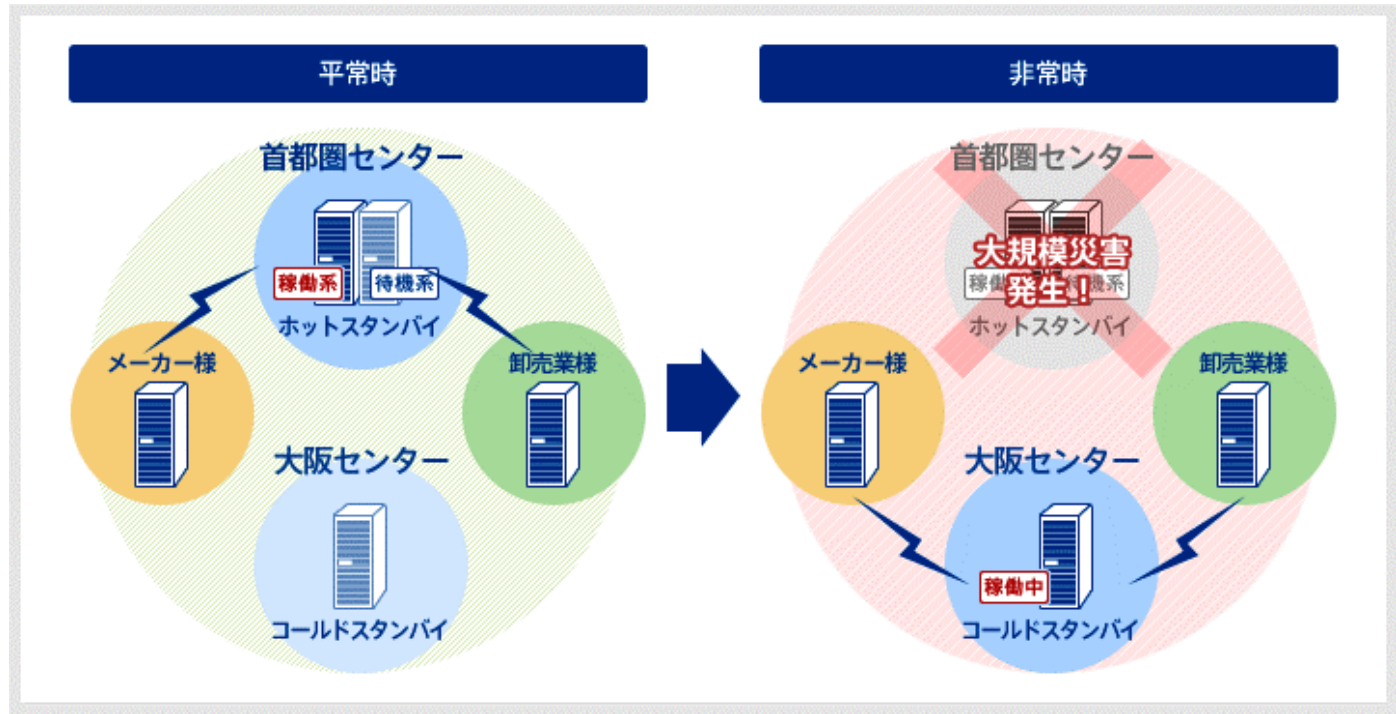 平常時
首都圏センター
稼働系
待機系
ホットスタンバイ
メーカー様
卸売業様
大阪センター
コールドスタンバイ
非常時
首都圏センター
大規模災害
発生！
稼働
機系
ホットスタンバイ
メーカー様
卸売業様
大阪センター
稼働中
コールドスタンバイ